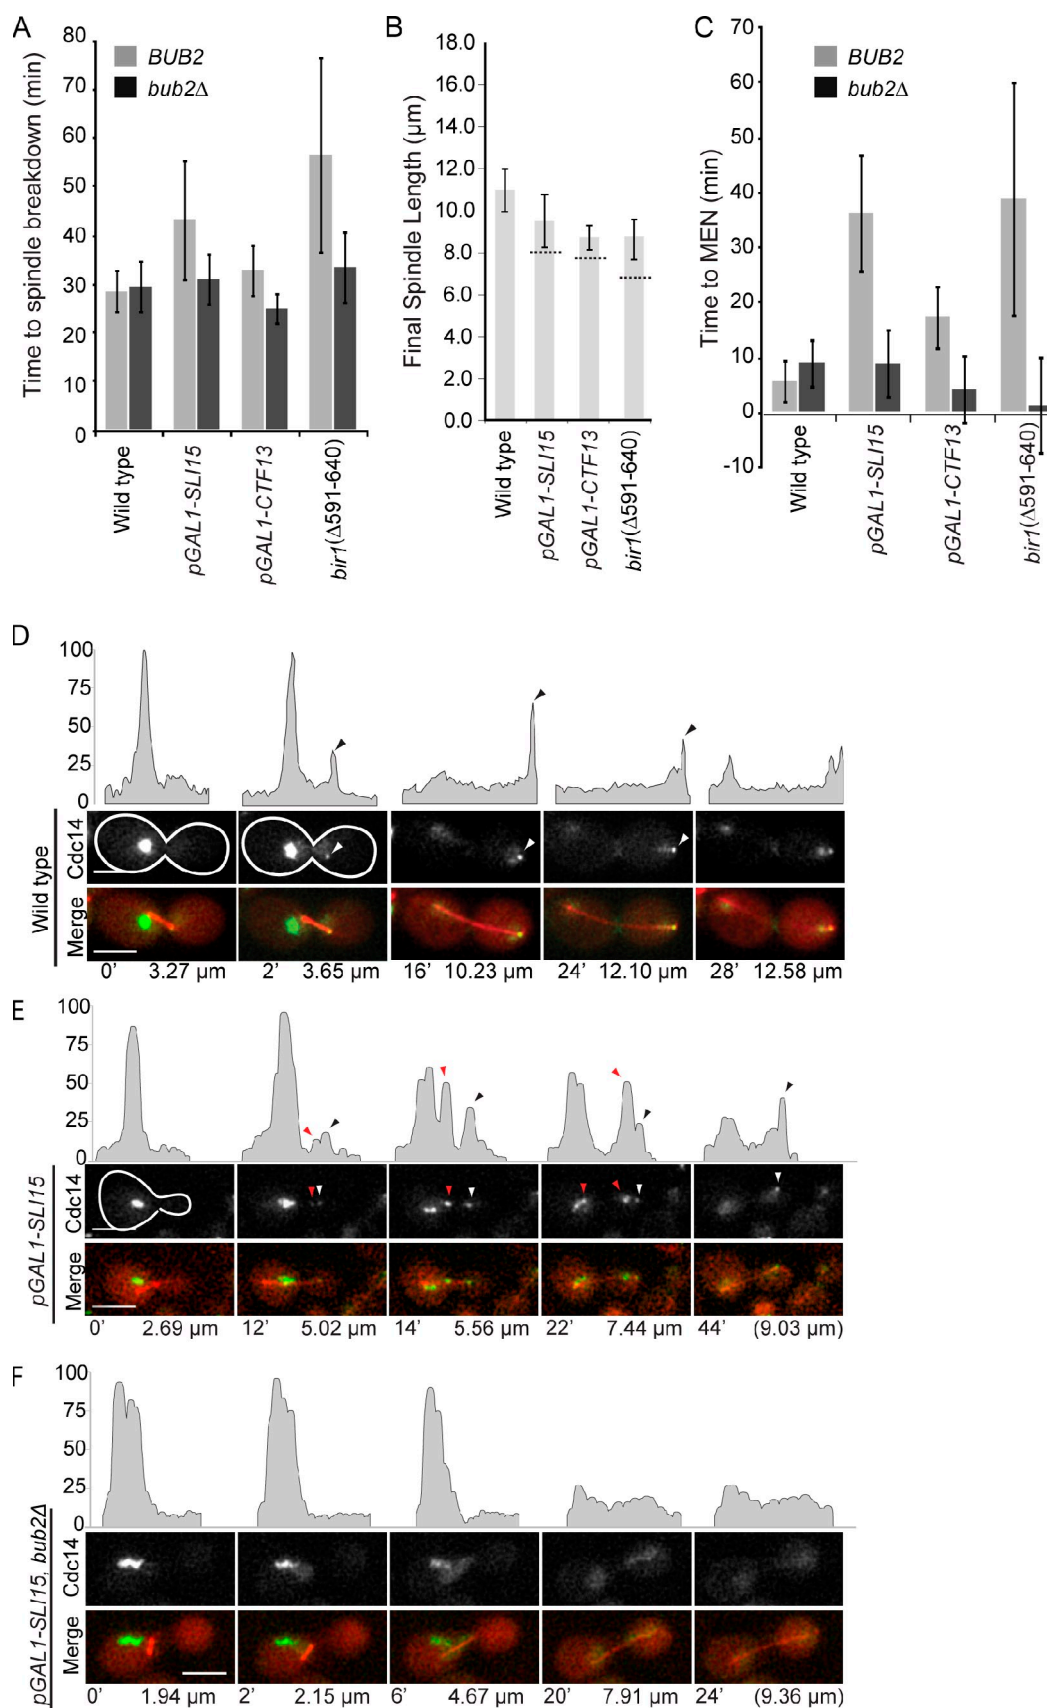 A
Time to spindle breakdown (min)
80
70
60
50
40
30
20
10
0
BUB2
bub2Δ
Wild type
pGAL1-SLI15
pGAL1-CTF13
bir1(Δ591-640)
B
Final Spindle Length (µm)
18.0
16.0
14.0
12.0
10.0
8.0
6.0
4.0
2.0
0.0
Wild type
pGAL1-SLI15
pGAL1-CTF13
bir1(Δ591-640)
C
Time to MEN (min)
70
60
50
40
30
20
10
0
-10
BUB2
bub2Δ
Wild type
pGAL1-SLI15
pGAL1-CTF13
bir1(Δ591-640)
D
100
75
50
25
0
Wild type
Cdc14
Merge
0’ 3.27 µm
2’ 3.65 µm
16’ 10.23 µm
24’ 12.10 µm
28’ 12.58 µm
E
100
75
50
25
0
pGAL1-SLI15
Cdc14
Merge
0’ 2.69 µm
12’ 5.02 µm
14’ 5.56 µm
22’ 7.44 µm
44’ (9.03 µm)
F
100
75
50
25
0
pGAL1-SLI15, bub2Δ
Cdc14
Merge
0’ 1.94 µm
2’ 2.15 µm
6’ 4.67 µm
20’ 7.91 µm
24’ (9.36 µm)